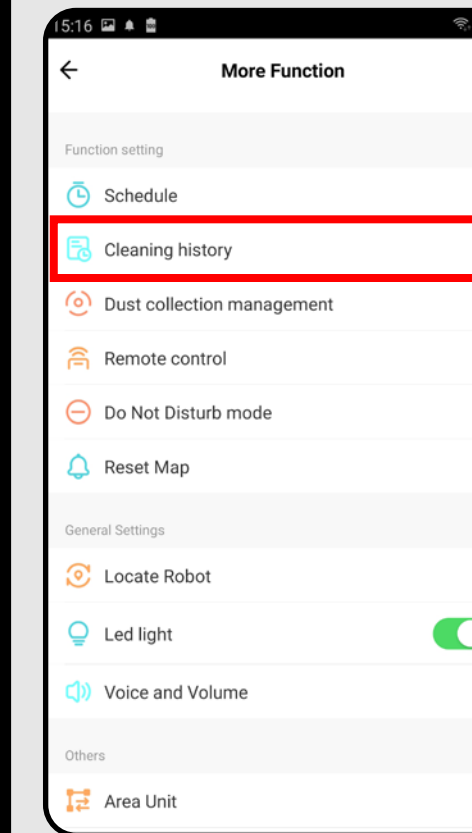 15:16
More Function
Function setting
Schedule
Cleaning history
Dust collection management
Remote control
Do Not Disturb mode
Reset Map
General Settings
Locate Robot
Led light
Voice and Volume
Others
Area Unit